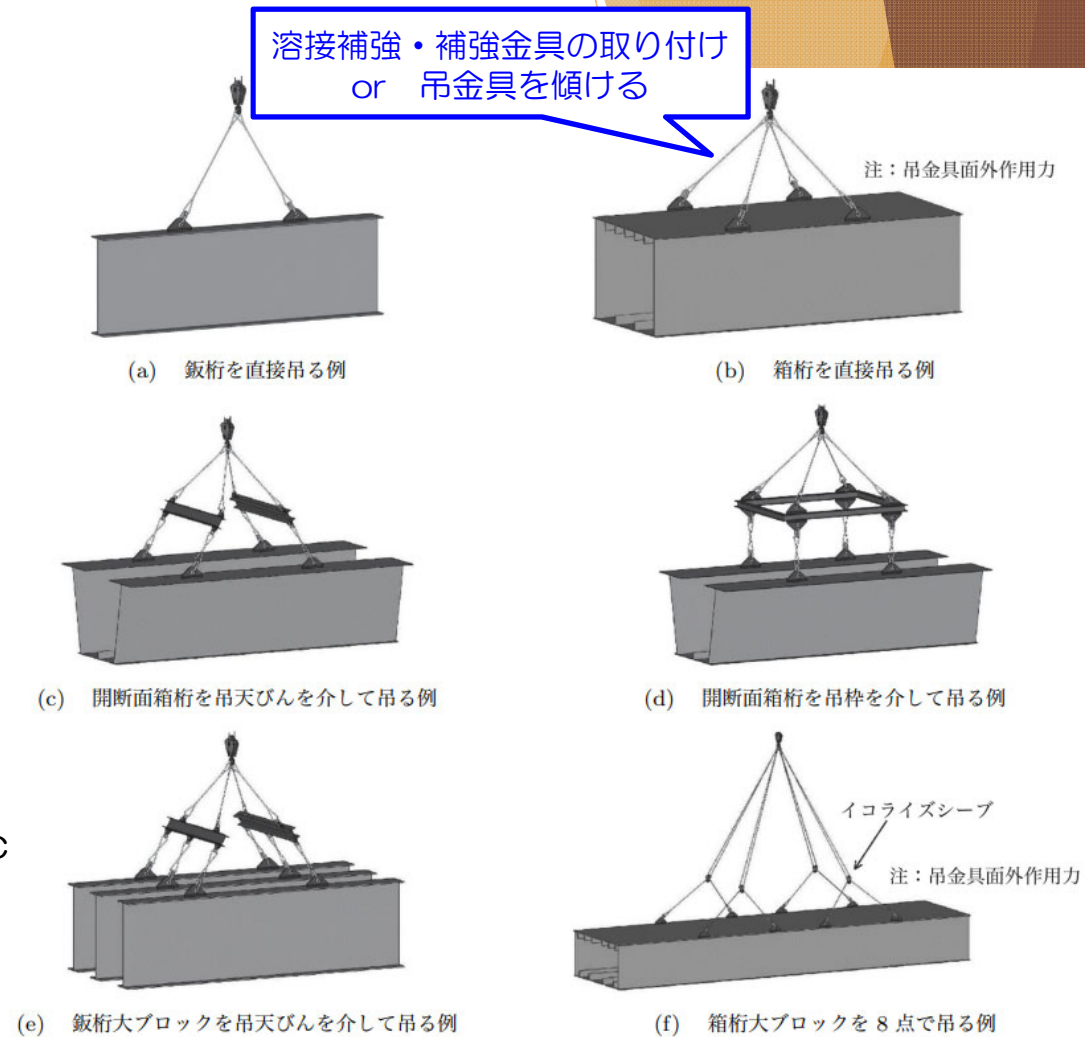 溶接補強・補強金具の取り付け
or 吊金具を傾ける
注：吊金具面外作用力
(a) 鈑桁を直接吊る例
(b) 箱桁を直接吊る例
(c) 開断面箱桁を吊天びんを介して吊る例
(d) 開断面箱桁を吊枠を介して吊る例
イコライズシーブ
注：吊金具面外作用力
(e) 鈑桁大ブロックを吊天びんを介して吊る例
(f) 箱桁大ブロックを 8 点で吊る例